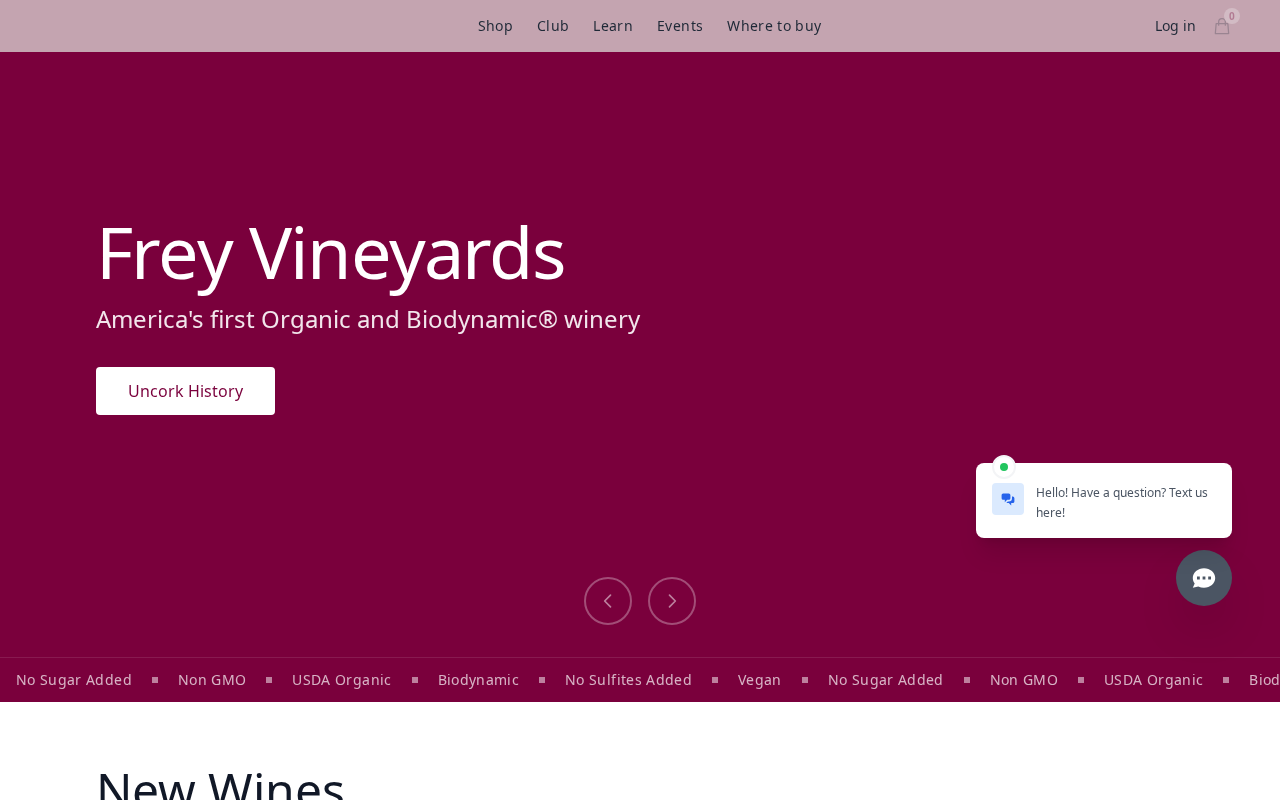 Shop Club Learn Events Where to buy Log in 0
Frey Vineyards
America's first Organic and Biodynamic® winery
Uncork History
Hello! Have a question? Text us
here!
No Sugar Added Non GMO USDA Organic Biodynamic No Sulfites Added Vegan No Sugar Added Non GMO USDA Organic Biod
New Wines